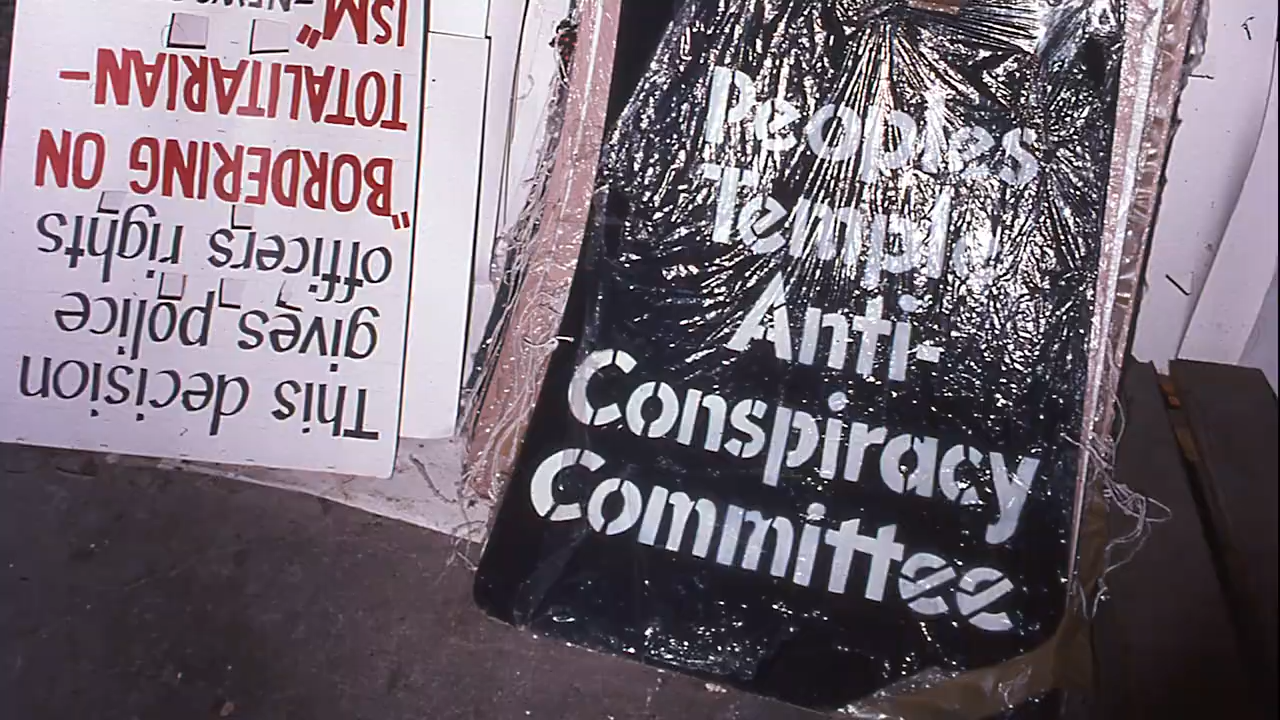 This decision
gives police
officers rights
"BORDERING ON
TOTALITARIAN-
ISM"
Peoples
Temple
Anti-
Conspiracy
Committee